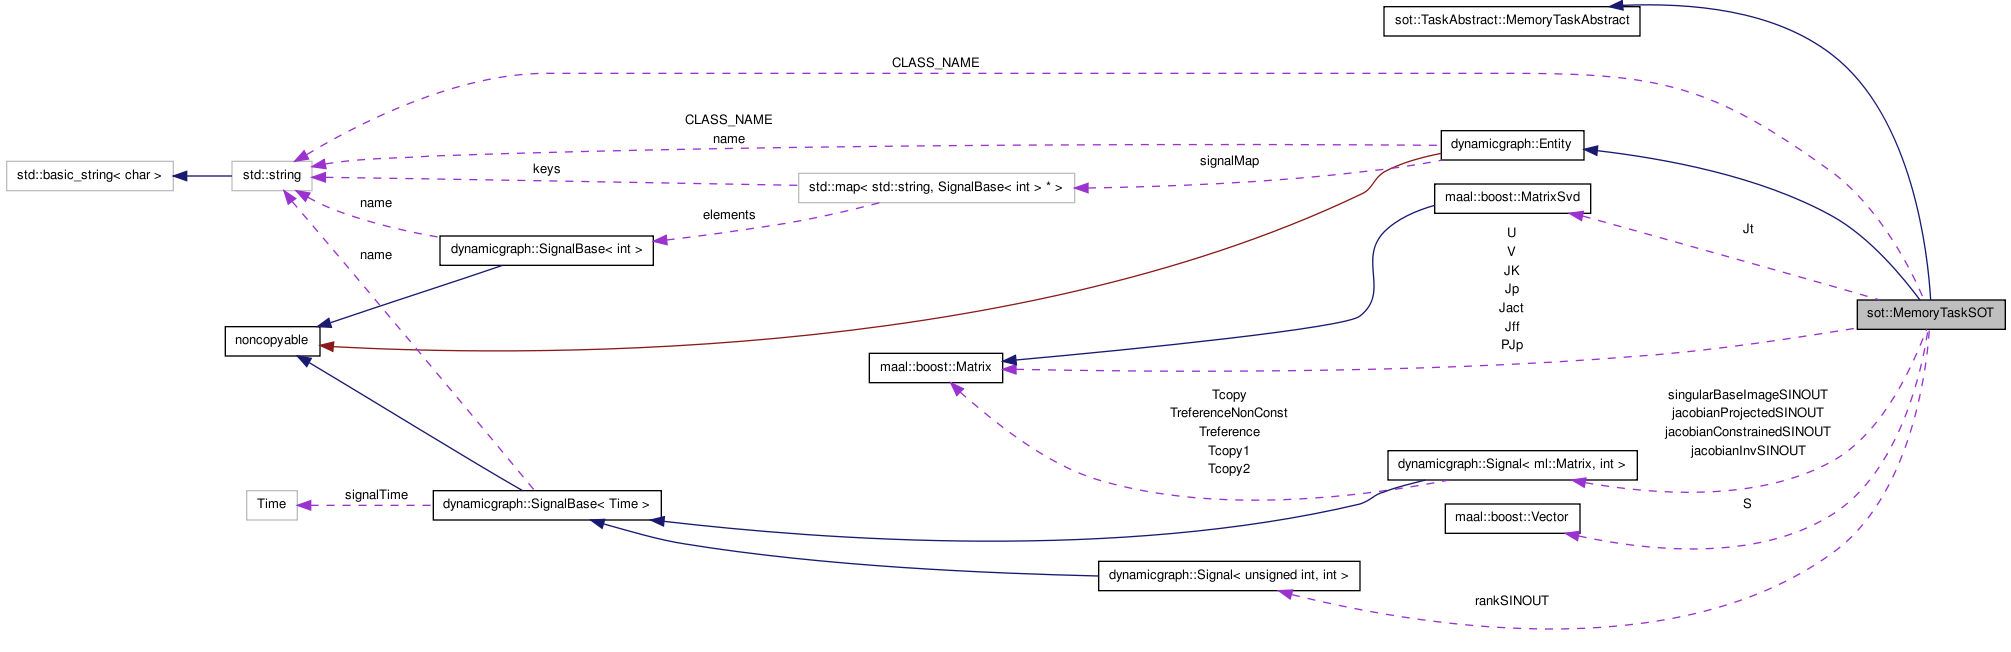 sot::TaskAbstract::MemoryTaskAbstract
CLASS_NAME
CLASS_NAME
name
dynamicgraph::Entity
keys
signalMap
std::basic_string< char >
std::string
std::map< std::string, SignalBase< int > * >
maal::boost::MatrixSvd
name
elements
Jt
U
V
JK
Jp
Jact
Jff
PJp
dynamicgraph::SignalBase< int >
name
sot::MemoryTaskSOT
noncopyable
maal::boost::Matrix
Tcopy
TreferenceNonConst
Treference
Tcopy1
Tcopy2
singularBaseImageSINOUT
jacobianProjectedSINOUT
jacobianConstrainedSINOUT
jacobianInvSINOUT
dynamicgraph::Signal< ml::Matrix, int >
signalTime
Time
dynamicgraph::SignalBase< Time >
S
maal::boost::Vector
dynamicgraph::Signal< unsigned int, int >
rankSINOUT